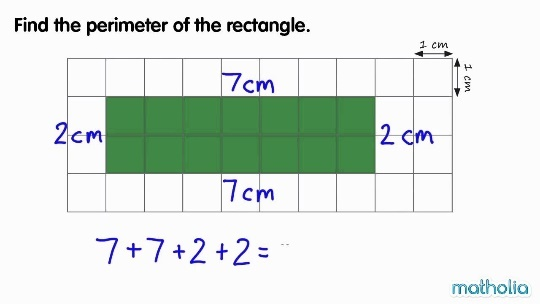 Find the perimeter of the rectangle.
1 cm
1 cm
7cm
2cm
2 cm
7cm
7+7+2+2=
matholia